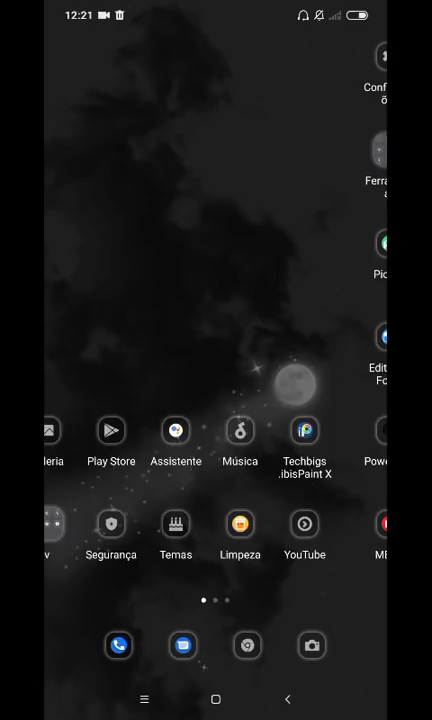 12:21
Conf
õ
Ferra
a
Pic
Edit
Fo
leria
Play Store
Assistente
Música
Techbigs
.ibisPaint X
Powe
v
Segurança
Temas
Limpeza
YouTube
ME